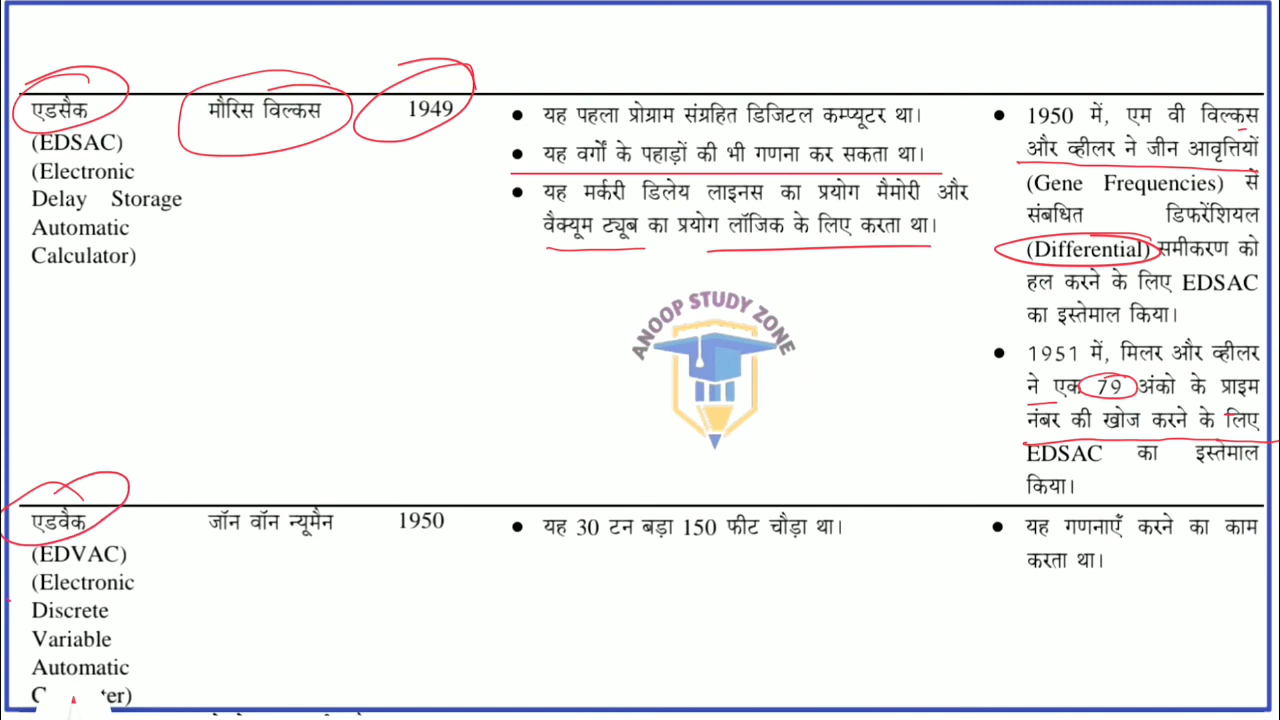 एडसैक
(EDSAC)
(Electronic
Delay Storage
Automatic
Calculator)
मौरिस विल्कस
1949
• यह पहला प्रोग्राम संग्रहित डिजिटल कम्प्यूटर था।
• यह वर्गों के पहाड़ों की भी गणना कर सकता था।
• यह मर्करी डिलेय लाइनस का प्रयोग मैमोरी और
वैक्यूम ट्यूब का प्रयोग लॉजिक के लिए करता था।
• 1950 में, एम वी विल्कस
और व्हीलर ने जीन आवृत्तियों
(Gene Frequencies) से
संबधित डिफरेंशियल
(Differential) समीकरण को
हल करने के लिए EDSAC
का इस्तेमाल किया।
• 1951 में, मिलर और व्हीलर
ने एक 79 अंको के प्राइम
नंबर की खोज करने के लिए
EDSAC का इस्तेमाल
किया।
ANOOP STUDY ZONE
एडवैक
(EDVAC)
(Electronic
Discrete
Variable
Automatic
जॉन वॉन न्यूमैन
1950
• यह 30 टन बड़ा 150 फीट चौड़ा था।
• यह गणनाएँ करने का काम
करता था।